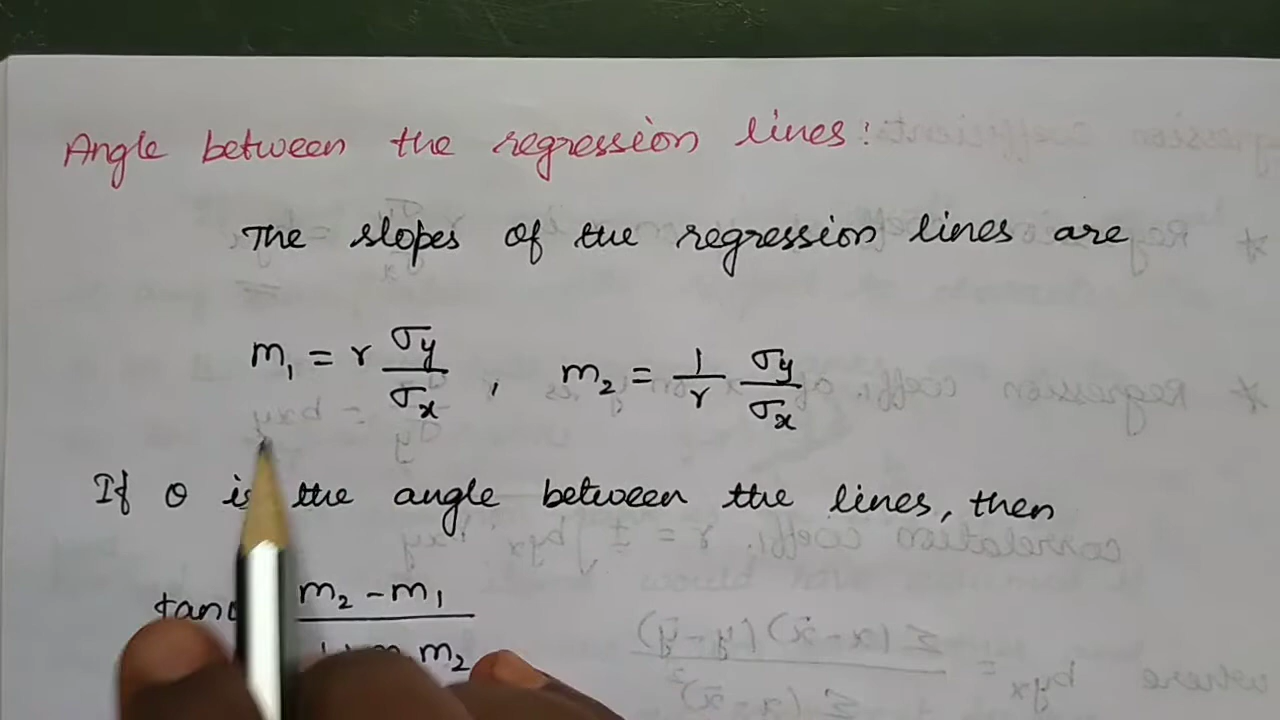 Angle between the regression lines:
The slopes of the regression lines are
m₁ = r σy/σx , m₂ = 1/r σy/σx
If θ is the angle between the lines, then
tan m₂ - m₁ / m₂